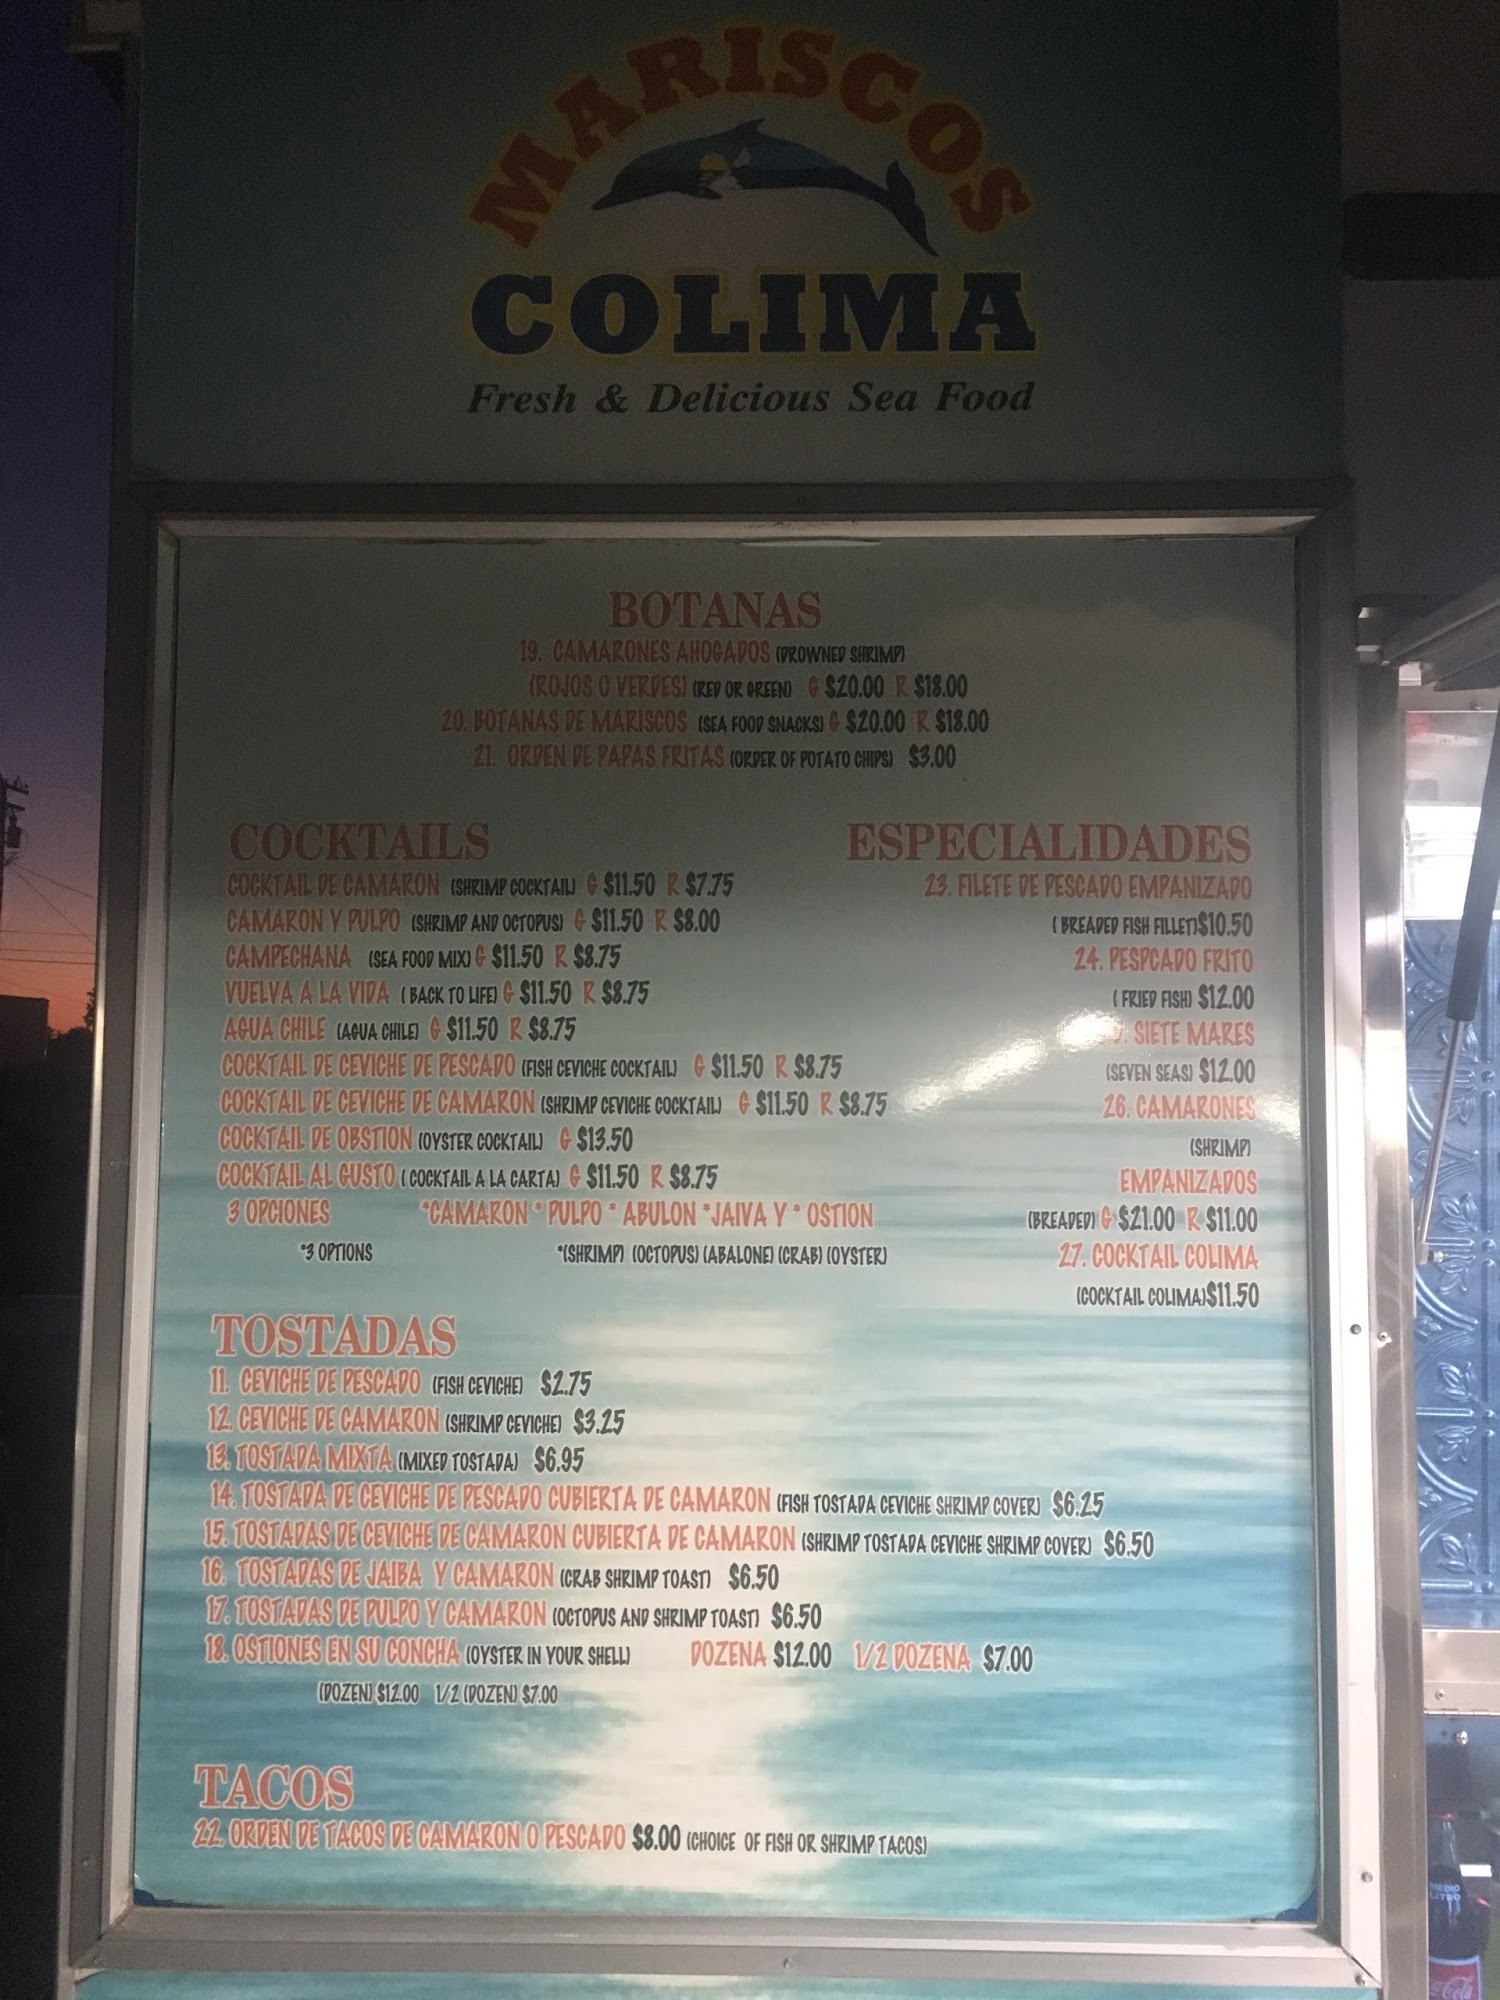 MARISCOS
COLIMA
Fresh & Delicious Sea Food
BOTANAS
19. CAMARONES AHOGADOS (DROWNED SHRIMP)
(ROJOS O VERDES) (RED OR GREEN) G $20.00 R $18.00
20. BOTANAS DE MARISCOS (SEA FOOD SNACKS) G $20.00 R $18.00
21. ORDEN DE PAPAS FRITAS (ORDER OF POTATO CHIPS) $3.00
COCKTAILS
COCKTAIL DE CAMARON (SHRIMP COCKTAIL) G $11.50 R $7.75
CAMARON Y PULPO (SHRIMP AND OCTOPUS) G $11.50 R $8.00
CAMPECHANA (SEA FOOD MIX) G $11.50 R $8.75
VUELVA A LA VIDA ( BACK TO LIFE) G $11.50 R $8.75
AGUA CHILE (AGUA CHILE) G $11.50 R $8.75
COCKTAIL DE CEVICHE DE PESCADO (FISH CEVICHE COCKTAIL) G $11.50 R $8.75
COCKTAIL DE CEVICHE DE CAMARON (SHRIMP CEVICHE COCKTAIL) G $11.50 R $8.75
COCKTAIL DE OBSTION (OYSTER COCKTAIL) G $13.50
COCKTAIL AL GUSTO ( COCKTAIL A LA CARTA) G $11.50 R $8.75
3 OPCIONES *CAMARON * PULPO * ABULON *JAIVA Y * OSTION
*3 OPTIONS *(SHRIMP) (OCTOPUS) (ABALONE) (CRAB) (OYSTER)
ESPECIALIDADES
23. FILETE DE PESCADO EMPANIZADO
( BREADED FISH FILLET)$10.50
24. PESPCADO FRITO
( FRIED FISH) $12.00
SIETE MARES
(SEVEN SEAS) $12.00
26. CAMARONES
(SHRIMP)
EMPANIZADOS
(BREADED) G $21.00 R $11.00
27. COCKTAIL COLIMA
(COCKTAIL COLIMA)$11.50
TOSTADAS
11. CEVICHE DE PESCADO (FISH CEVICHE) $2.75
12. CEVICHE DE CAMARON (SHRIMP CEVICHE) $3.25
13. TOSTADA MIXTA (MIXED TOSTADA) $6.95
14. TOSTADA DE CEVICHE DE PESCADO CUBIERTA DE CAMARON (FISH TOSTADA CEVICHE SHRIMP COVER) $6.25
15. TOSTADAS DE CEVICHE DE CAMARON CUBIERTA DE CAMARON (SHRIMP TOSTADA CEVICHE SHRIMP COVER) $6.50
16. TOSTADAS DE JAIBA Y CAMARON (CRAB SHRIMP TOAST) $6.50
17. TOSTADAS DE PULPO Y CAMARON (OCTOPUS AND SHRIMP TOAST) $6.50
18. OSTIONES EN SU CONCHA (OYSTER IN YOUR SHELL) DOZENA $12.00 1/2 DOZENA $7.00
(DOZEN) $12.00 1/2 (DOZEN) $7.00
TACOS
22. ORDEN DE TACOS DE CAMARON O PESCADO $8.00 (CHOICE OF FISH OR SHRIMP TACOS)
MEDIO
LITRO